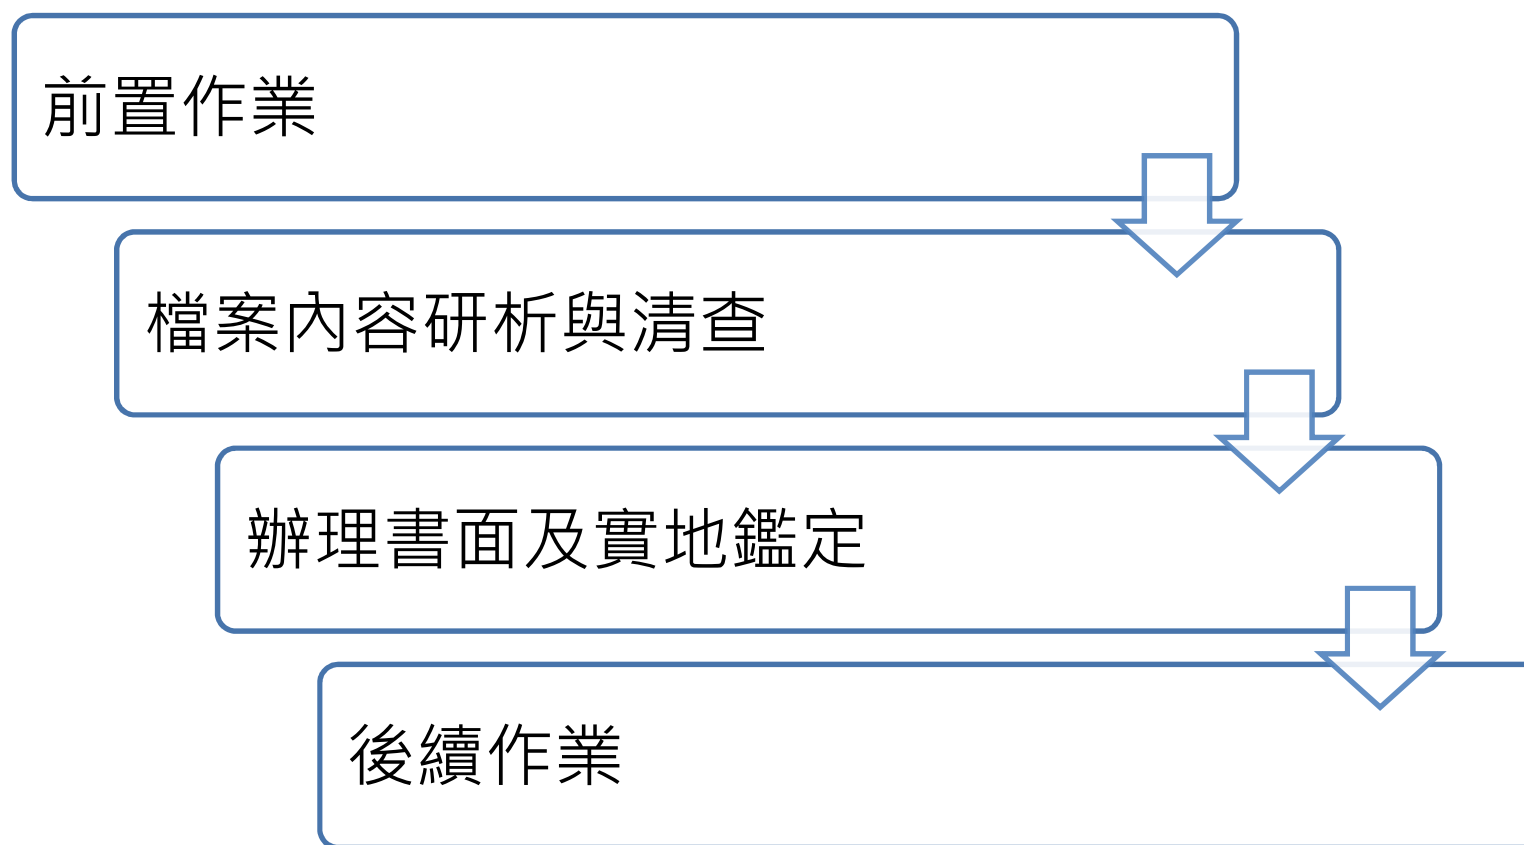 前置作業
檔案內容研析與清查
辦理書面及實地鑑定
後續作業